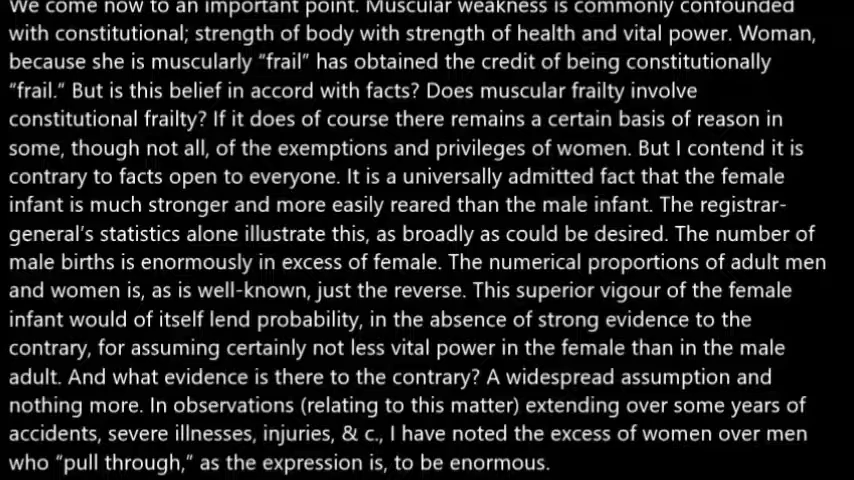 We come now to an important point. Muscular weakness is commonly confounded
with constitutional; strength of body with strength of health and vital power. Woman,
because she is muscularly “frail” has obtained the credit of being constitutionally
“frail.” But is this belief in accord with facts? Does muscular frailty involve
constitutional frailty? If it does of course there remains a certain basis of reason in
some, though not all, of the exemptions and privileges of women. But I contend it is
contrary to facts open to everyone. It is a universally admitted fact that the female
infant is much stronger and more easily reared than the male infant. The registrar-
general’s statistics alone illustrate this, as broadly as could be desired. The number of
male births is enormously in excess of female. The numerical proportions of adult men
and women is, as is well-known, just the reverse. This superior vigour of the female
infant would of itself lend probability, in the absence of strong evidence to the
contrary, for assuming certainly not less vital power in the female than in the male
adult. And what evidence is there to the contrary? A widespread assumption and
nothing more. In observations (relating to this matter) extending over some years of
accidents, severe illnesses, injuries, & c., I have noted the excess of women over men
who “pull through,” as the expression is, to be enormous.